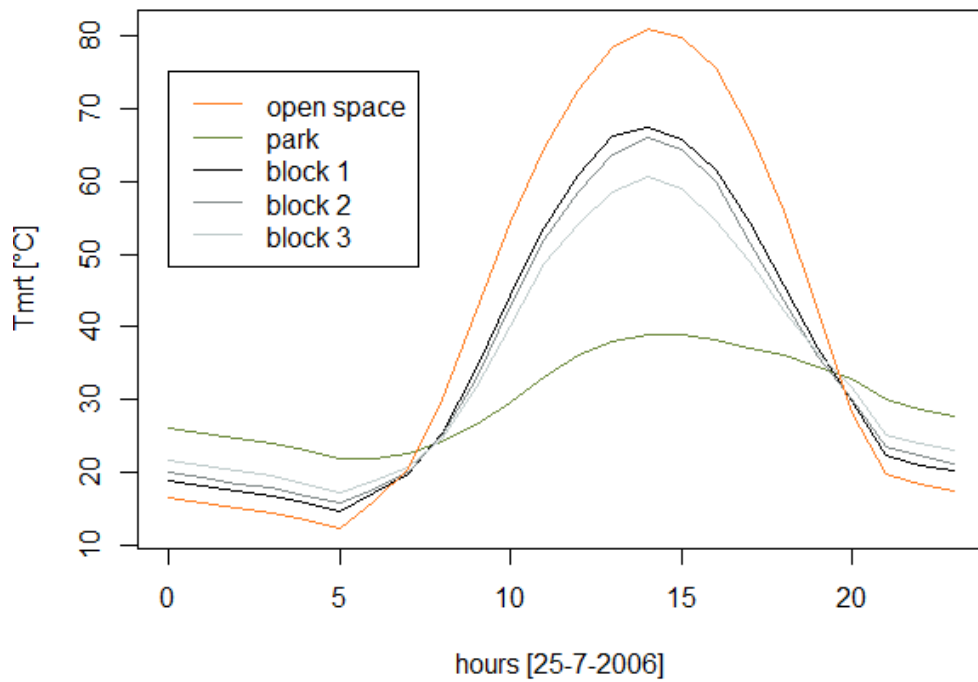 80
70
60
50
40
30
20
10
Tmrt [°C]
open space
park
block 1
block 2
block 3
0 5 10 15 20
hours [25-7-2006]